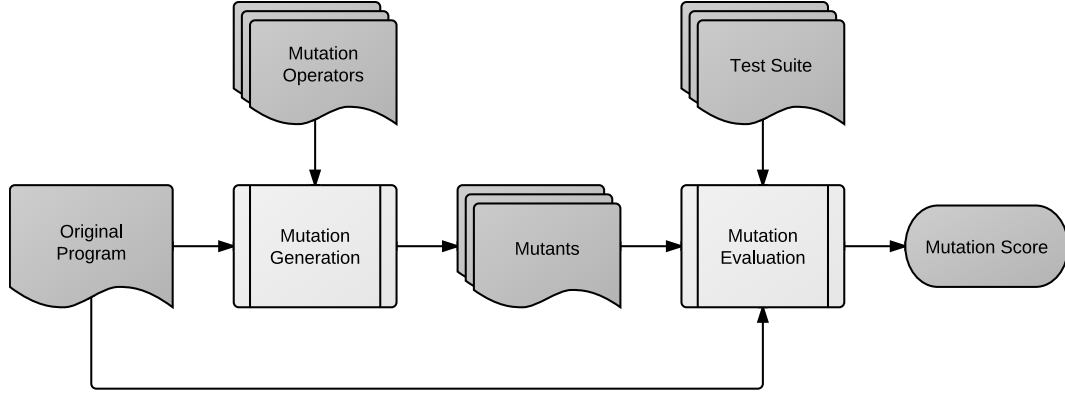 Mutation
Operators
Test Suite
Original
Program
Mutation
Generation
Mutants
Mutation
Evaluation
Mutation Score